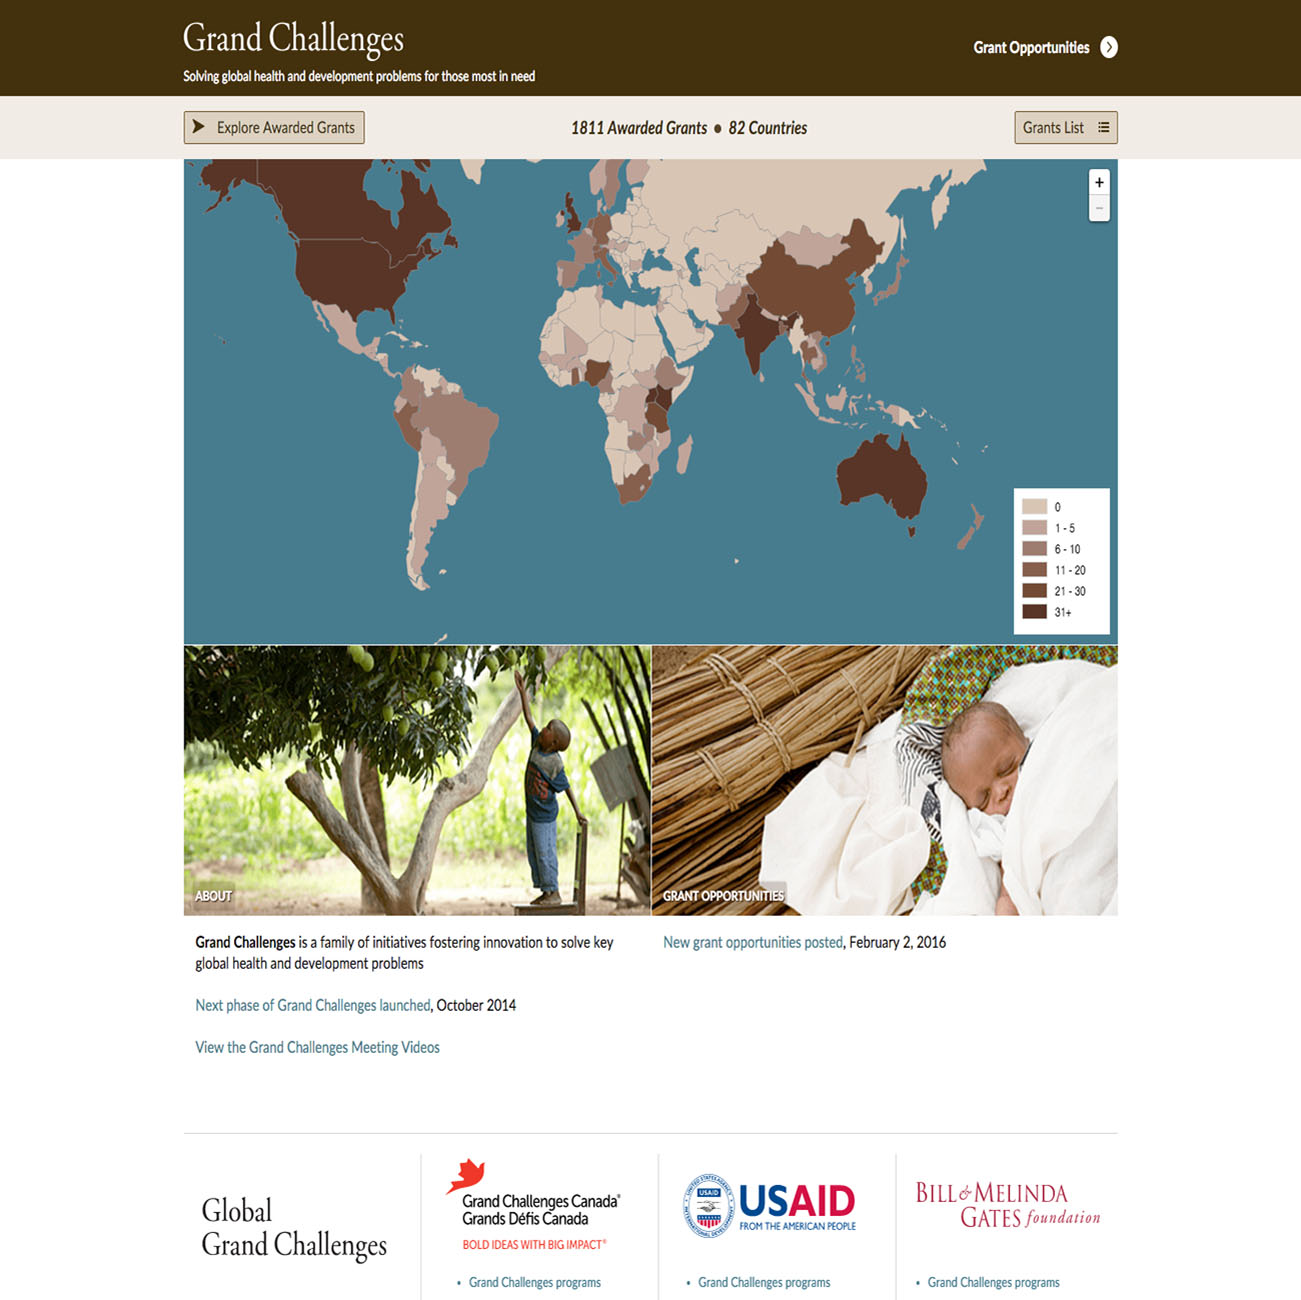 Grand Challenges
Solving global health and development problems for those most in need
Grant Opportunities
Explore Awarded Grants
1811 Awarded Grants ● 82 Countries
Grants List
+
−
0
1 - 5
6 - 10
11 - 20
21 - 30
31+
ABOUT
GRANT OPPORTUNITIES
Grand Challenges is a family of initiatives fostering innovation to solve key
global health and development problems
Next phase of Grand Challenges launched, October 2014
View the Grand Challenges Meeting Videos
New grant opportunities posted, February 2, 2016
Global
Grand Challenges
Grand Challenges Canada®
Grands Défis Canada
BOLD IDEAS WITH BIG IMPACT®
• Grand Challenges programs
USAID
USAID
FROM THE AMERICAN PEOPLE
• Grand Challenges programs
BILL & MELINDA
GATES foundation
• Grand Challenges programs